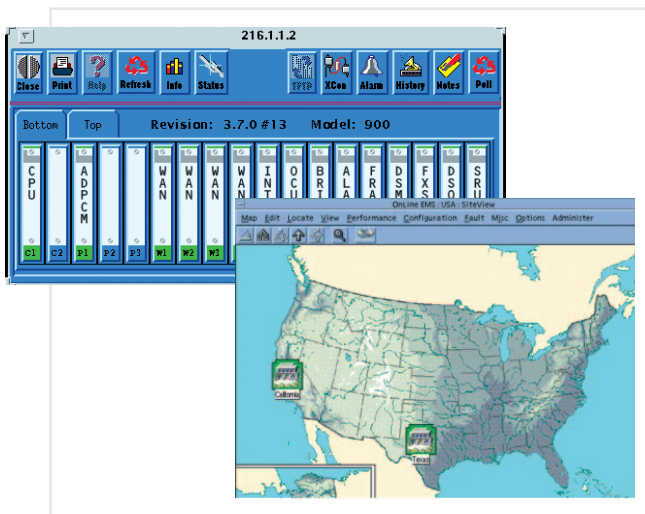 216.1.1.2
Close Print Help Refresh Info Status TPTP XCon Alarm History Notes Poll
Bottom Top Revision: 3.7.0 #13 Model: 900
CPU ADPCM WAN WAN WAN WAN INT OCU BRI ALA FRA DSM FXS DSO SRU
C1 C2 P1 P2 P3 W1 W2 W3
OnLine EMS : USA : SiteView
Map Edit Locate View Performance Configuration Fault Misc Options Administer
California
Texas